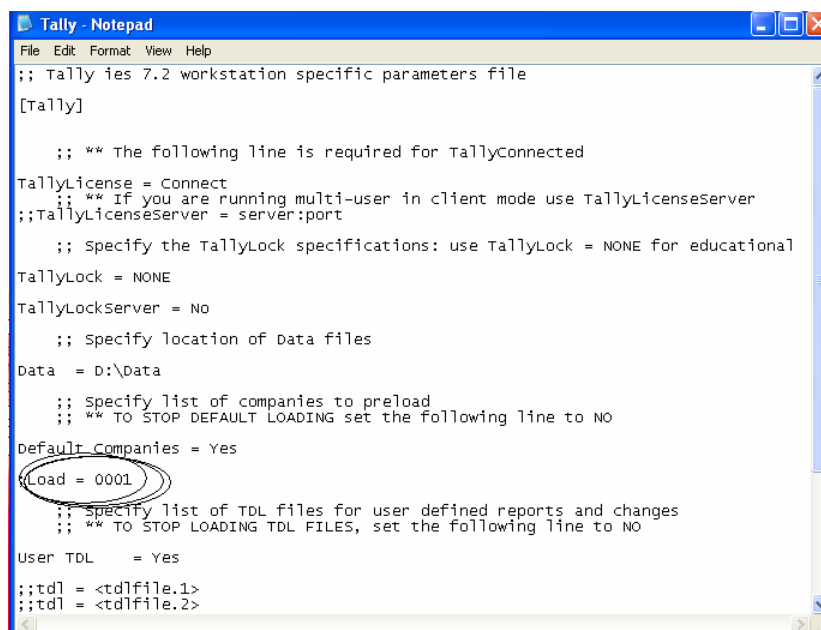 Tally - Notepad
File Edit Format View Help
;; Tally ies 7.2 workstation specific parameters file
[Tally]
;; ** The following line is required for TallyConnected
TallyLicense = Connect
;; ** If you are running multi-user in client mode use TallyLicenseServer
;;TallyLicenseServer = server:port
;; Specify the TallyLock specifications: use TallyLock = NONE for educational
TallyLock = NONE
TallyLockServer = No
;; Specify location of Data files
Data = D:\Data
;; Specify list of companies to preload
;; ** TO STOP DEFAULT LOADING set the following line to NO
Default Companies = Yes
;Load = 0001
;; Specify list of TDL files for user defined reports and changes
;; ** TO STOP LOADING TDL FILES, set the following line to NO
User TDL = Yes
;;tdl = <tdlfile.1>
;;tdl = <tdlfile.2>